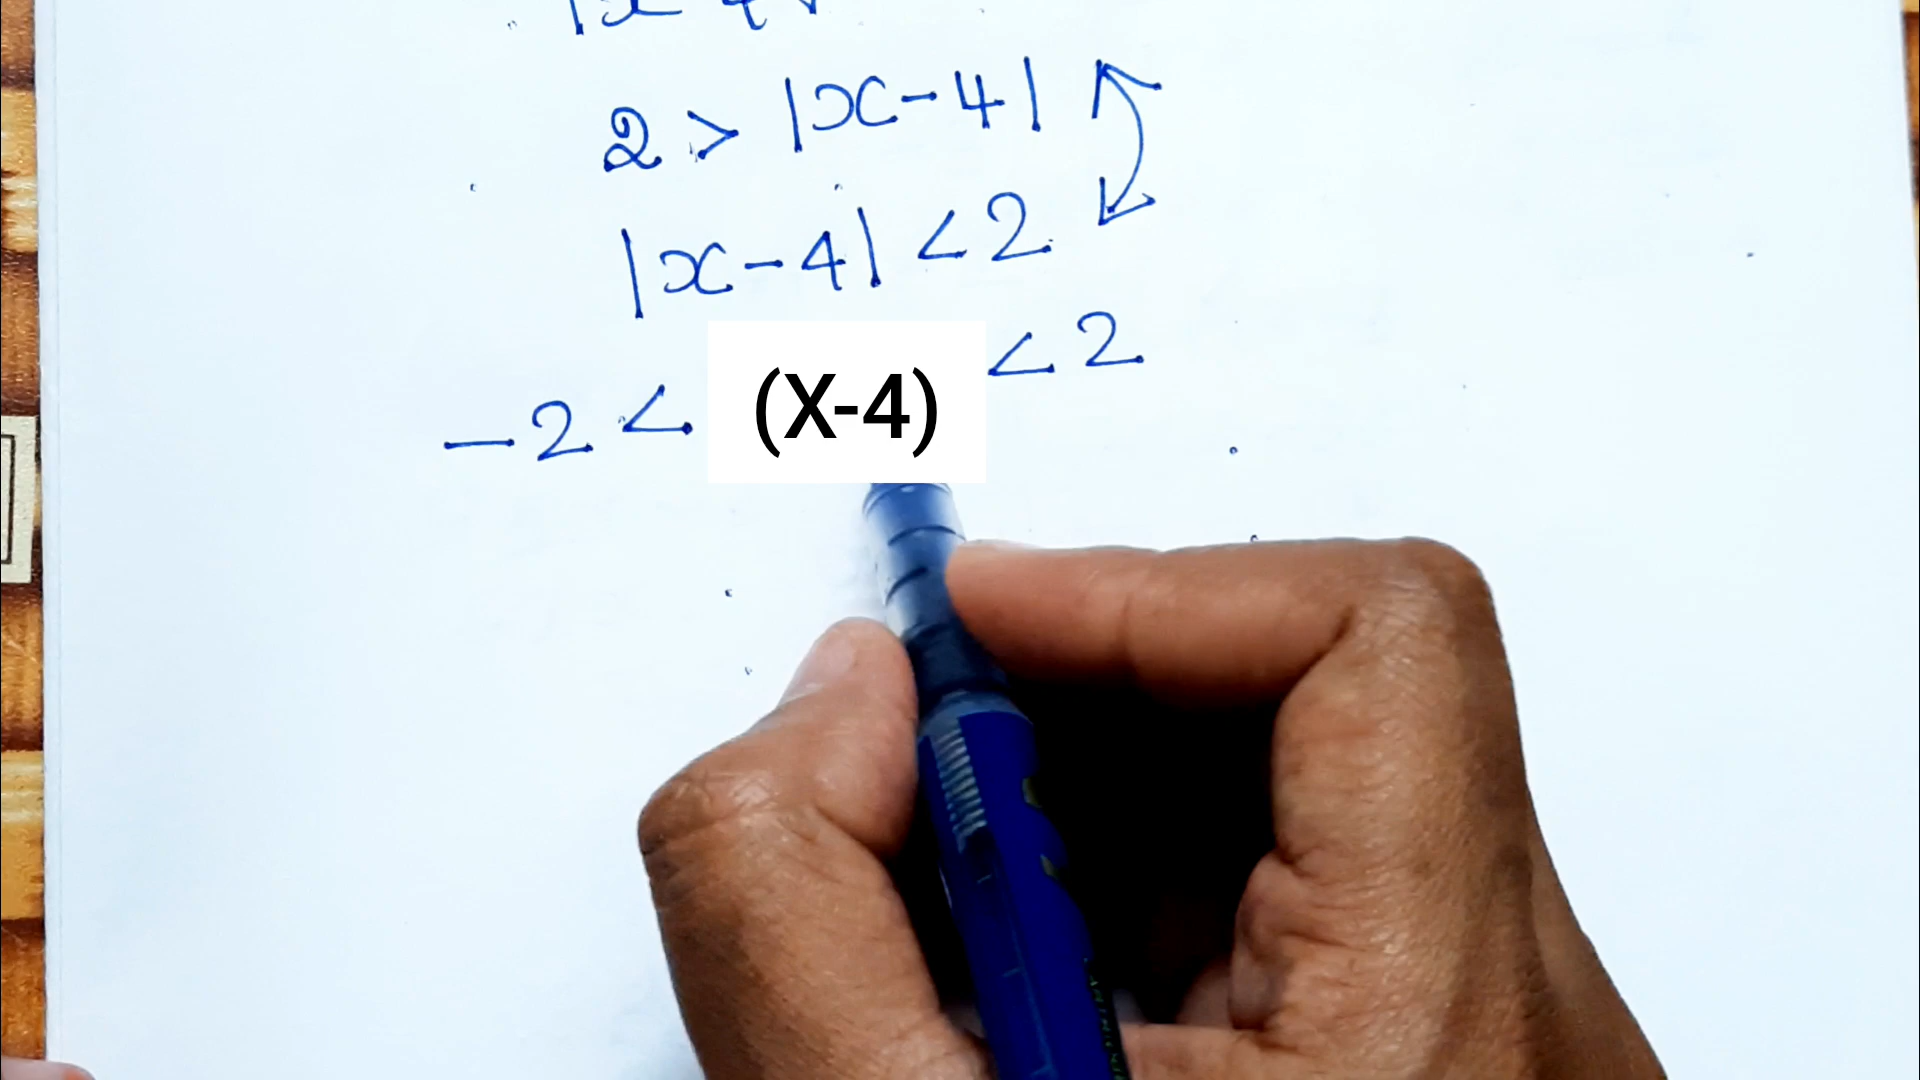 2 > |x-4|
|x-4| < 2
-2 < (X-4) < 2